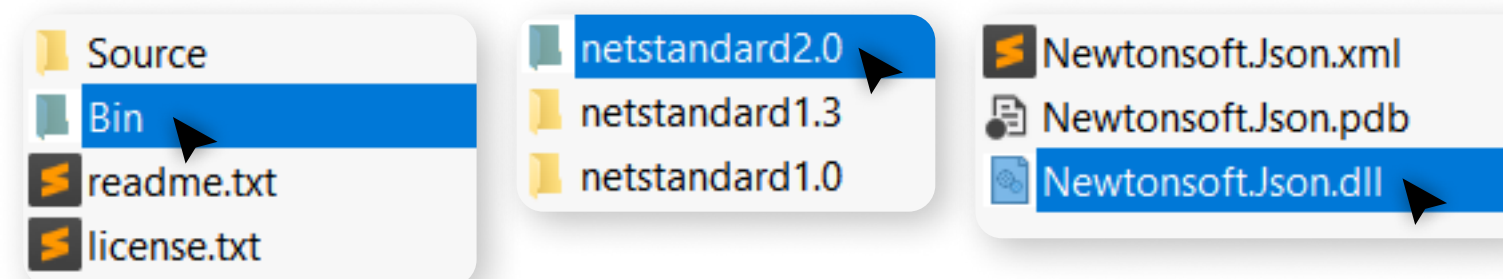 Source
Bin
readme.txt
license.txt
netstandard2.0
netstandard1.3
netstandard1.0
Newtonsoft.Json.xml
Newtonsoft.Json.pdb
Newtonsoft.Json.dll